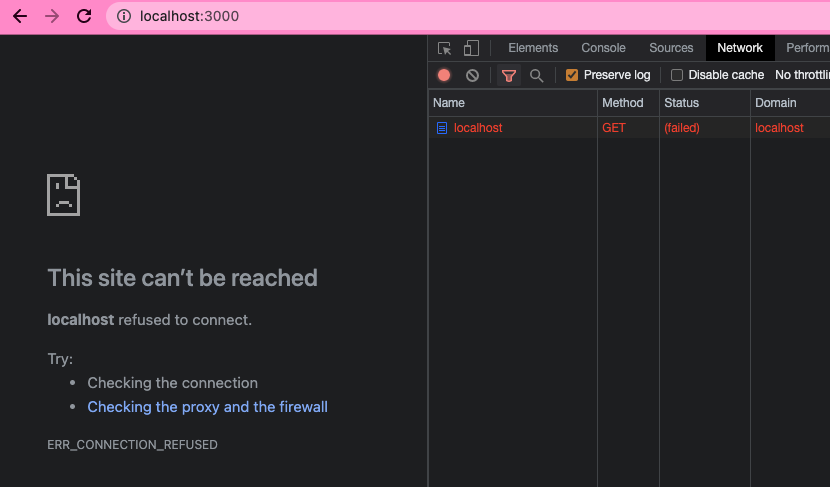 localhost:3000
Elements Console Sources Network Perform
Preserve log Disable cache No throttlin
Name Method Status Domain
localhost GET (failed) localhost
This site can’t be reached
localhost refused to connect.
Try:
• Checking the connection
• Checking the proxy and the firewall
ERR_CONNECTION_REFUSED